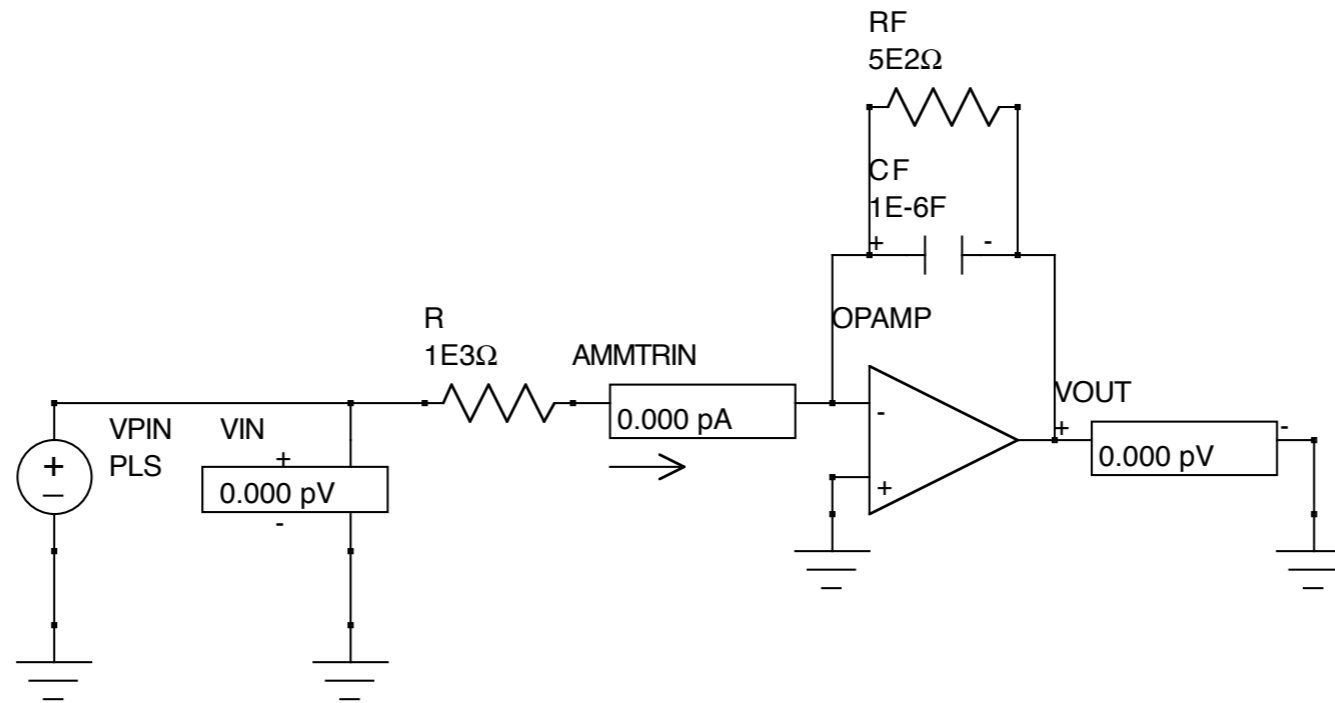 RF
5E2Ω
CF
1E-6F
+ -
OPAMP
R
1E3Ω
AMMTRIN
0.000 pA
-
+
VOUT
+ -
0.000 pV
VPIN
PLS
+
−
VIN
+
0.000 pV
-